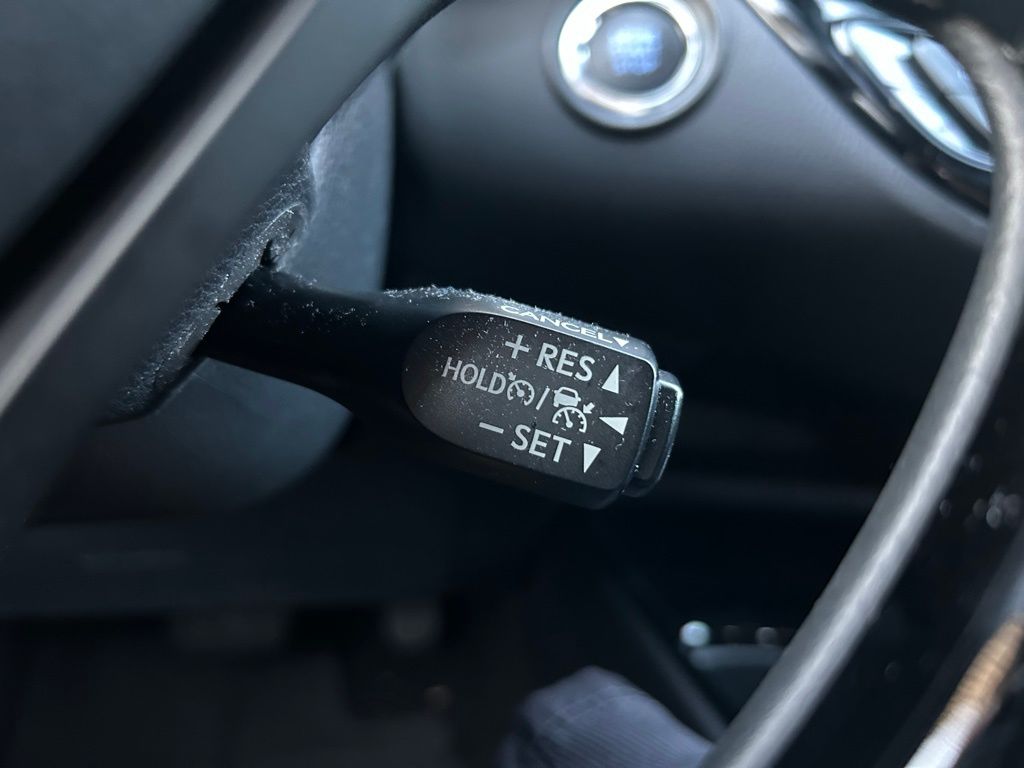 CANCEL▼
+ RES ▲
HOLD / ◀
− SET ▼